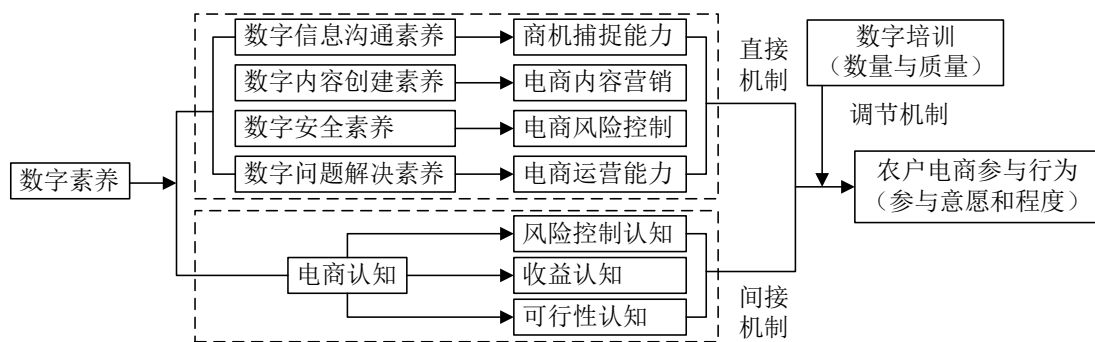 数字素养
数字信息沟通素养
商机捕捉能力
数字内容创建素养
电商内容营销
数字安全素养
电商风险控制
数字问题解决素养
电商运营能力
电商认知
风险控制认知
收益认知
可行性认知
直接
机制
间接
机制
数字培训
（数量与质量）
调节机制
农户电商参与行为
（参与意愿和程度）